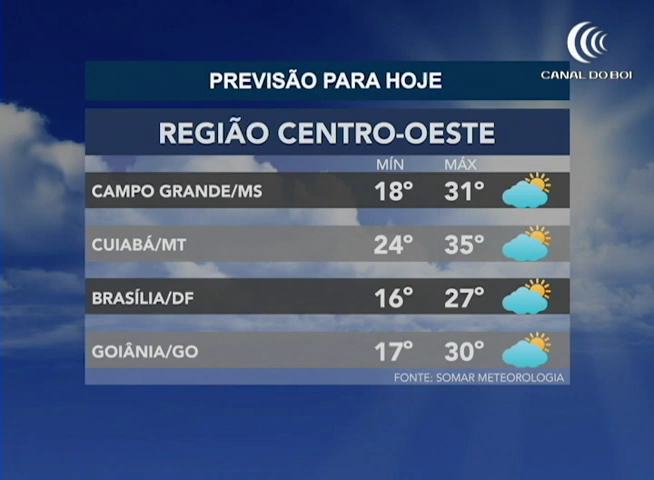 CANAL DO BOI
PREVISÃO PARA HOJE
REGIÃO CENTRO-OESTE
MÍN MÁX
CAMPO GRANDE/MS 18° 31°
CUIABÁ/MT 24° 35°
BRASÍLIA/DF 16° 27°
GOIÂNIA/GO 17° 30°
FONTE: SOMAR METEOROLOGIA